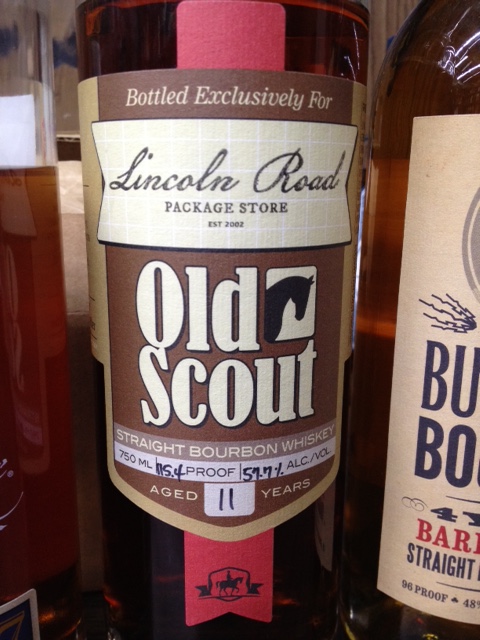 Bottled Exclusively For
Lincoln Road
PACKAGE STORE
EST 2002
Old
Scout
STRAIGHT BOURBON WHISKEY
750 ML 115.4 PROOF 57.7% ALC./VOL.
AGED 11 YEARS
BU
BO
4
BAR
STRAIGHT
96 PROOF ♠ 48%